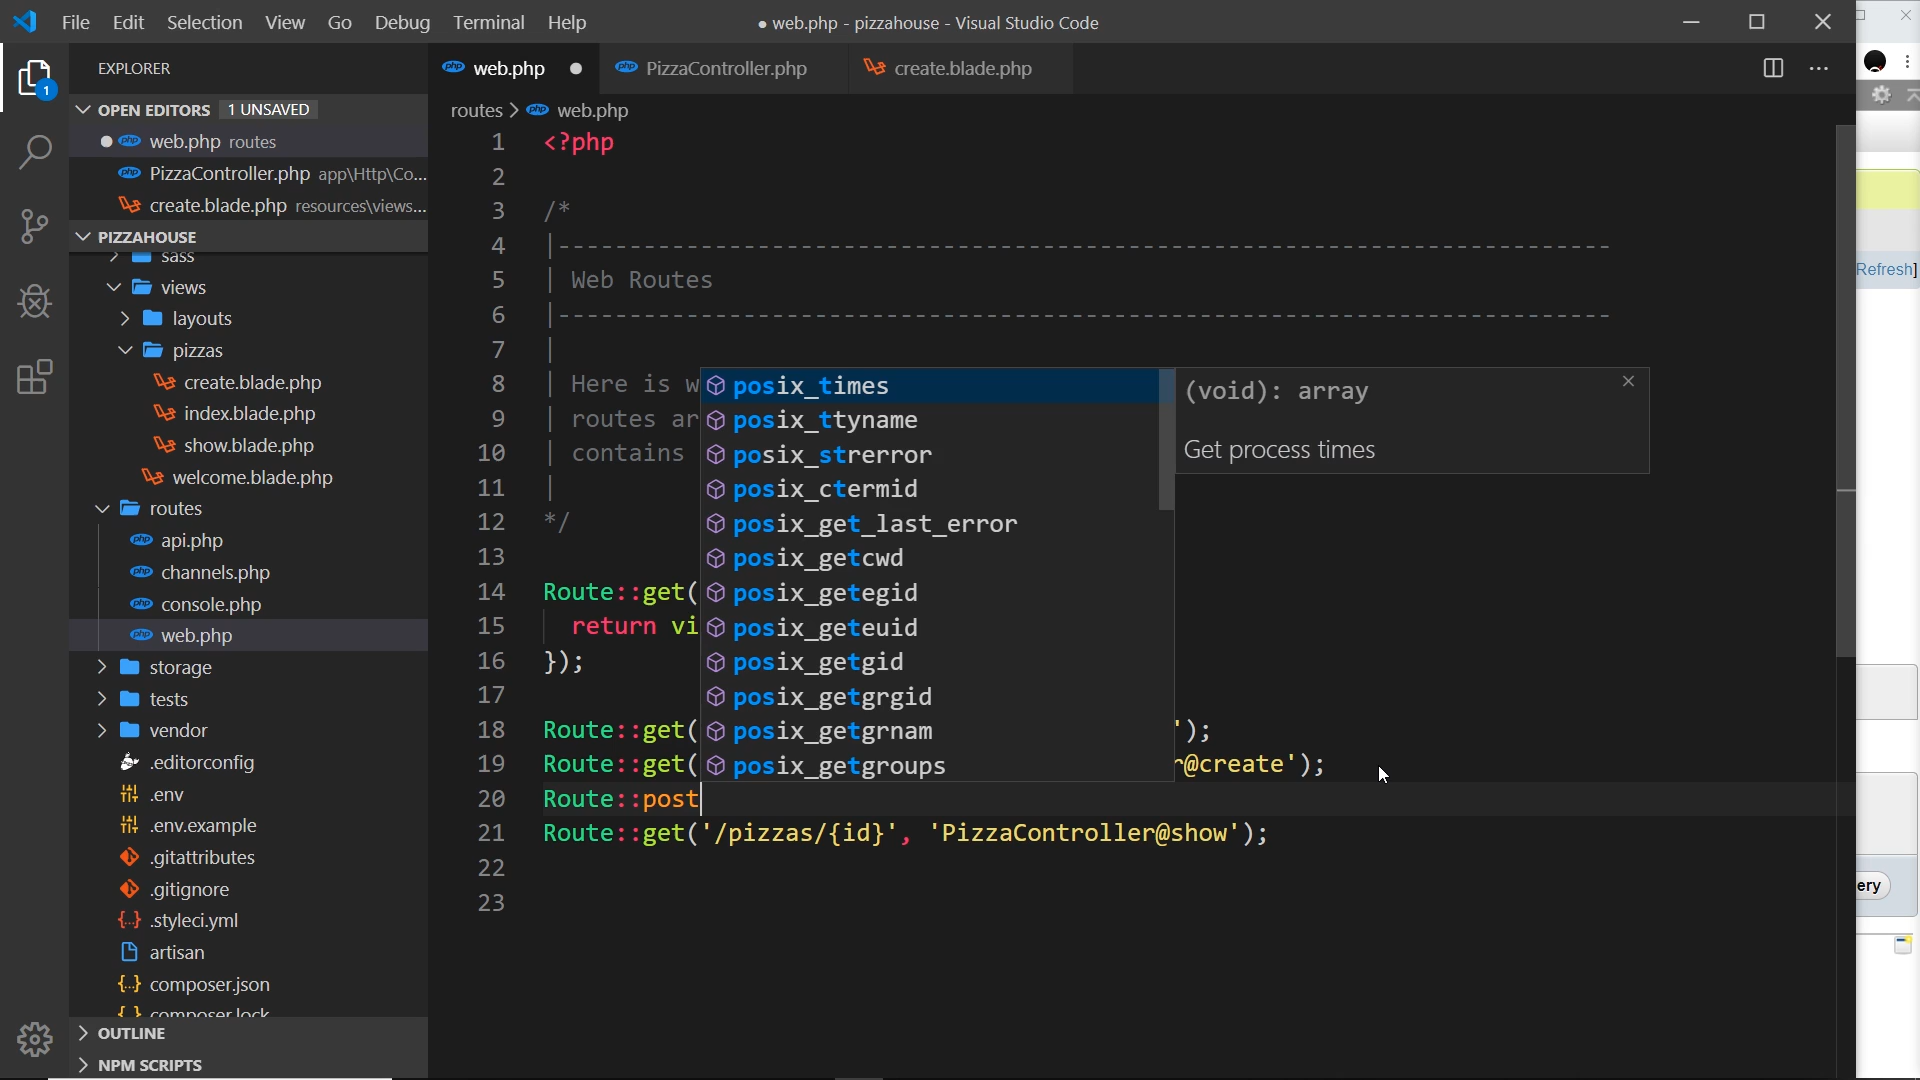 File Edit Selection View Go Debug Terminal Help
● web.php - pizzahouse - Visual Studio Code
EXPLORER
OPEN EDITORS 1 UNSAVED
web.php routes
PizzaController.php app\Http\Co...
create.blade.php resources\views...
PIZZAHOUSE
sass
views
layouts
pizzas
create.blade.php
index.blade.php
show.blade.php
welcome.blade.php
routes
api.php
channels.php
console.php
web.php
storage
tests
vendor
.editorconfig
.env
.env.example
.gitattributes
.gitignore
.styleci.yml
artisan
composer.json
composer.lock
OUTLINE
NPM SCRIPTS
1
web.php PizzaController.php create.blade.php
routes > web.php
1 <?php
2
3 /*
4 |--------------------------------------------------------------------------
5 | Web Routes
6 |--------------------------------------------------------------------------
7 |
8 | Here is w
9 | routes ar
10 | contains
11 |
12 */
13
14 Route::get(
15 return vi
16 });
17
18 Route::get( ');
19 Route::get( r@create');
20 Route::post
21 Route::get('/pizzas/{id}', 'PizzaController@show');
22
23
posix_times
posix_ttyname
posix_strerror
posix_ctermid
posix_get_last_error
posix_getcwd
posix_getegid
posix_geteuid
posix_getgid
posix_getgrgid
posix_getgrnam
posix_getgroups
(void): array
Get process times
Refresh]
ery